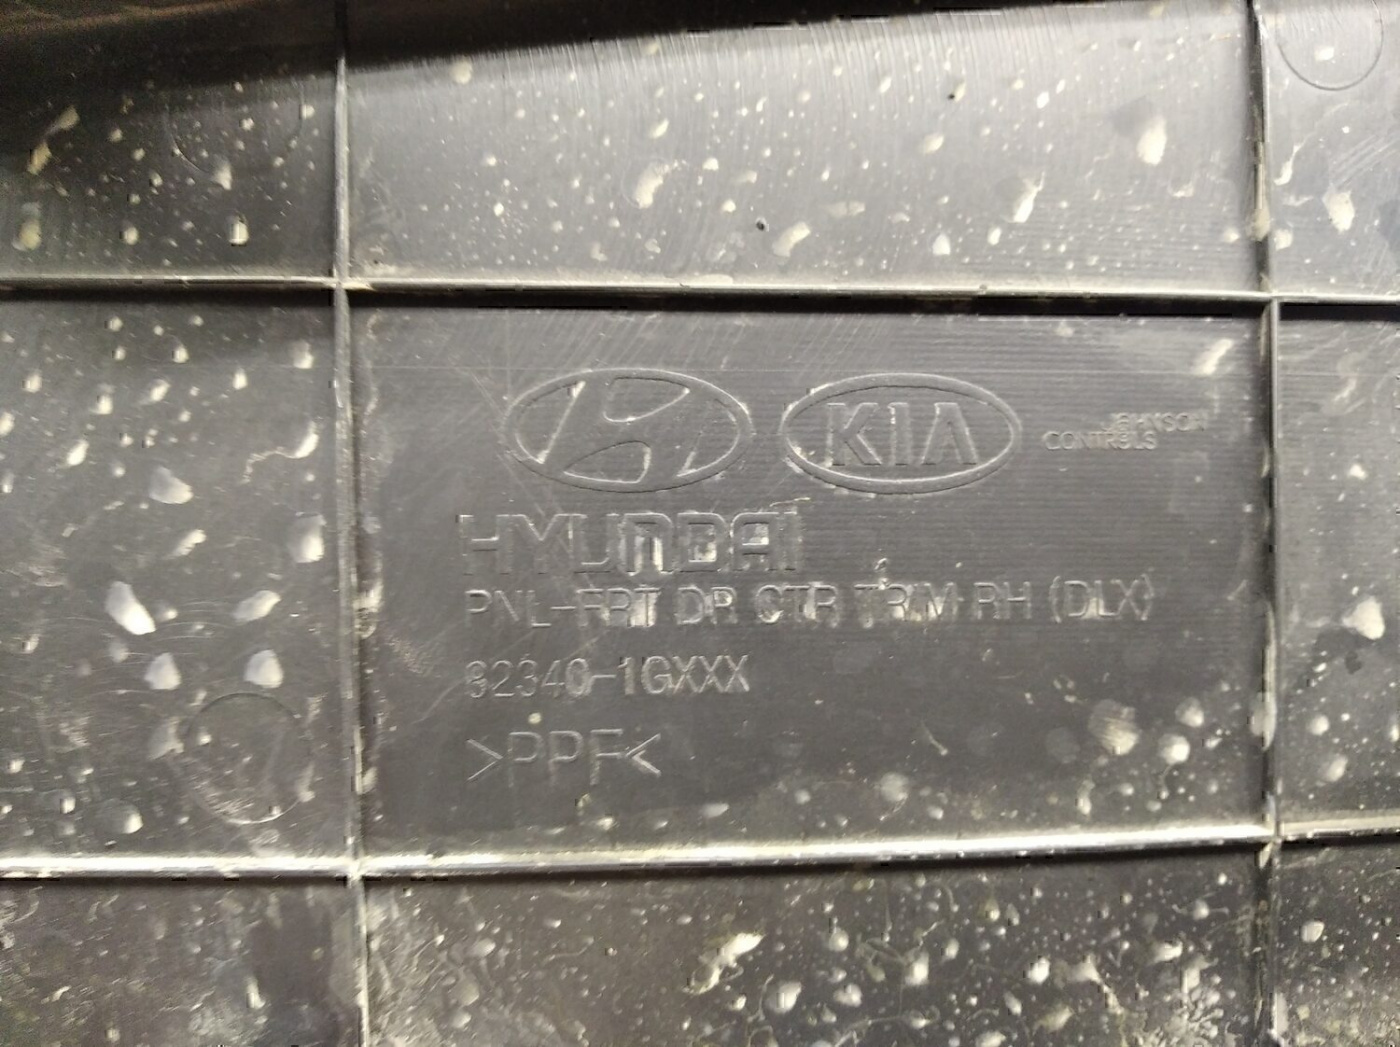 KIA
JOHNSON
CONTROLS
HYUNDAI
PNL-FRT DR CTR TRIM RH (DLX)
82340-1GXXX
>PPF<